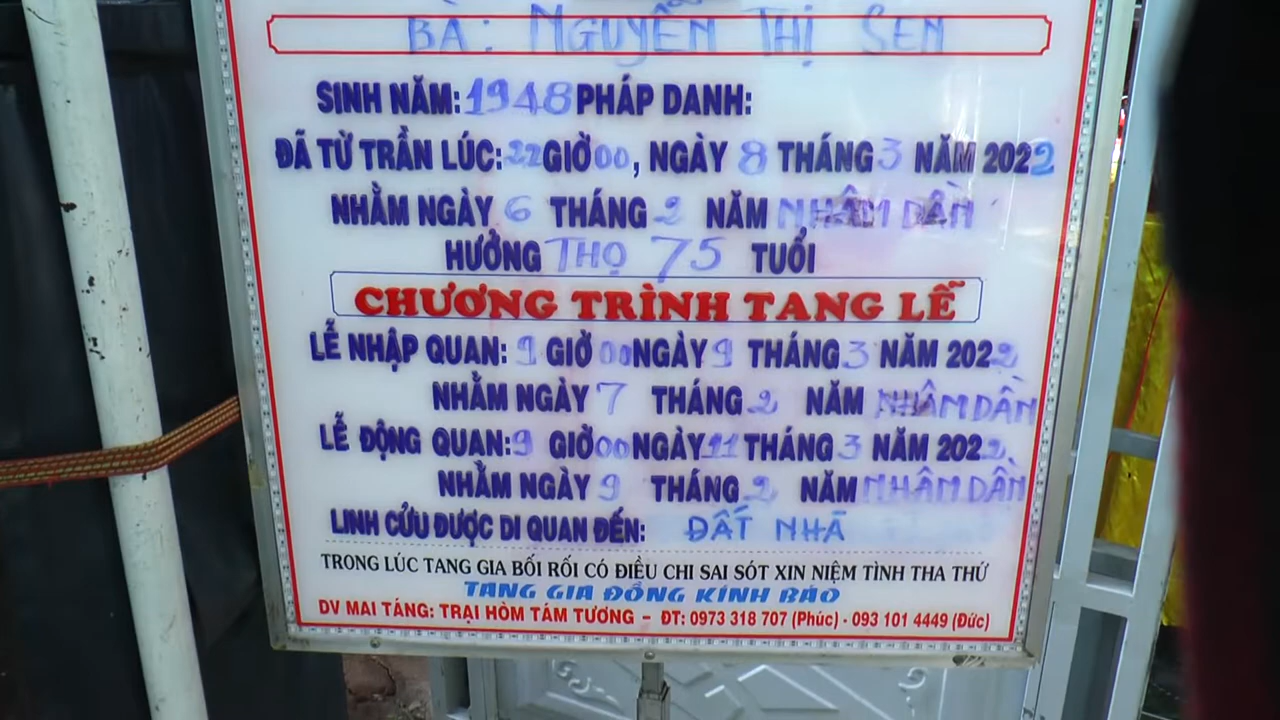 BÀ: NGUYỄN THỊ SEN
SINH NĂM: 1948 PHÁP DANH:
ĐÃ TỪ TRẦN LÚC: 22 GIỜ 00, NGÀY 8 THÁNG 3 NĂM 2022
NHẰM NGÀY 6 THÁNG 2 NĂM NHÂM DẦN
HƯỞNG THỌ 75 TUỔI
CHƯƠNG TRÌNH TANG LỄ
LỄ NHẬP QUAN: 9 GIỜ 00 NGÀY 9 THÁNG 3 NĂM 2022
NHẰM NGÀY 7 THÁNG 2 NĂM NHÂM DẦN
LỄ ĐỘNG QUAN: 9 GIỜ 00 NGÀY 11 THÁNG 3 NĂM 2022
NHẰM NGÀY 9 THÁNG 2 NĂM NHÂM DẦN
LINH CỬU ĐƯỢC DI QUAN ĐẾN: ĐẤT NHÀ
TRONG LÚC TANG GIA BỐI RỐI CÓ ĐIỀU CHI SAI SÓT XIN NIỆM TÌNH THA THỨ
TANG GIA ĐỒNG KÍNH BÁO
DV MAI TÁNG: TRẠI HÒM TÁM TƯƠNG - ĐT: 0973 318 707 (Phúc) - 093 101 4449 (Đức)